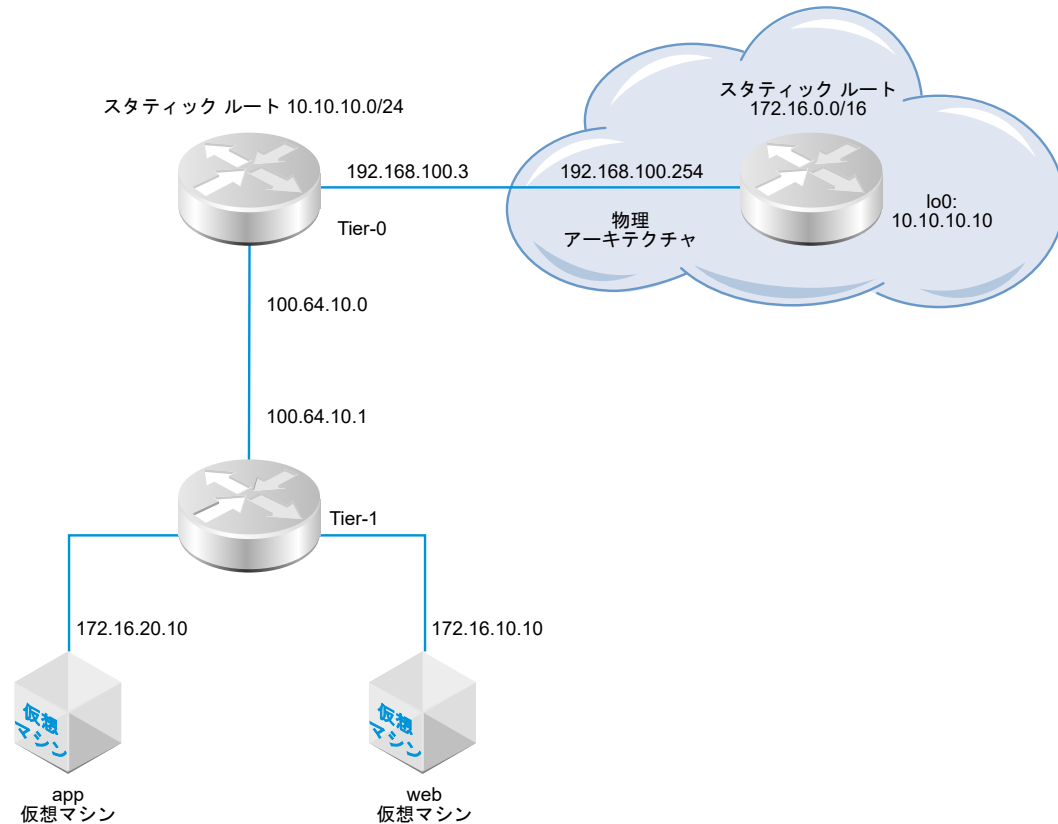 スタティック ルート 10.10.10.0/24
スタティック ルート
172.16.0.0/16
192.168.100.3
192.168.100.254
lo0:
10.10.10.10
物理
アーキテクチャ
Tier-0
100.64.10.0
100.64.10.1
Tier-1
172.16.20.10
172.16.10.10
仮想
マシン
仮想
マシン
app
仮想マシン
web
仮想マシン